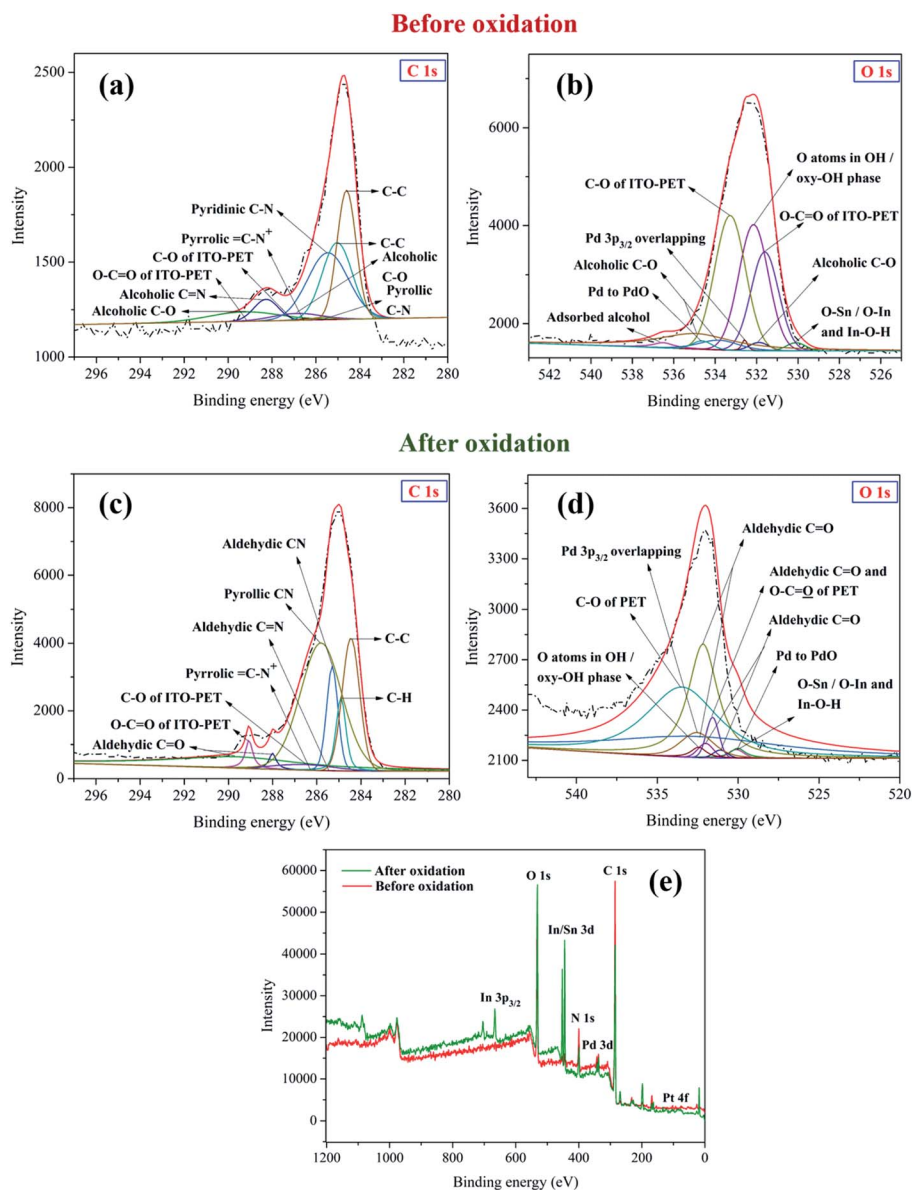 Before oxidation
(a)
C 1s
2500
2000
1500
1000
Intensity
C-C
Pyridinic C-N
C-C
Pyrrolic =C-N+
Alcoholic
C-O of ITO-PET
C-O
O-C=O of ITO-PET
Pyrollic
Alcoholic C=N
C-N
Alcoholic C-O
296 294 292 290 288 286 284 282 280
Binding energy (eV)
(b)
O 1s
6000
4000
2000
Intensity
O atoms in OH /
oxy-OH phase
C-O of ITO-PET
O-C=O of ITO-PET
Pd 3p3/2 overlapping
Alcoholic C-O
Alcoholic C-O
Pd to PdO
O-Sn / O-In
and In-O-H
Adsorbed alcohol
542 540 538 536 534 532 530 528 526
Binding energy (eV)
After oxidation
(c)
C 1s
8000
6000
4000
2000
0
Intensity
Aldehydic CN
Pyrollic CN
Aldehydic C=N
C-C
Pyrrolic =C-N+
C-H
C-O of ITO-PET
O-C=O of ITO-PET
Aldehydic C=O
296 294 292 290 288 286 284 282 280
Binding energy (eV)
(d)
O 1s
3600
3300
3000
2700
2400
2100
Intensity
Aldehydic C=O
Pd 3p3/2 overlapping
Aldehydic C=O and
O-C=O of PET
C-O of PET
Aldehydic C=O
O atoms in OH /
oxy-OH phase
Pd to PdO
O-Sn / O-In and
In-O-H
540 535 530 525 520
Binding energy (eV)
(e)
After oxidation
Before oxidation
60000
50000
40000
30000
20000
10000
0
Intensity
O 1s
C 1s
In/Sn 3d
In 3p3/2
N 1s
Pd 3d
Pt 4f
1200 1000 800 600 400 200 0
Binding energy (eV)